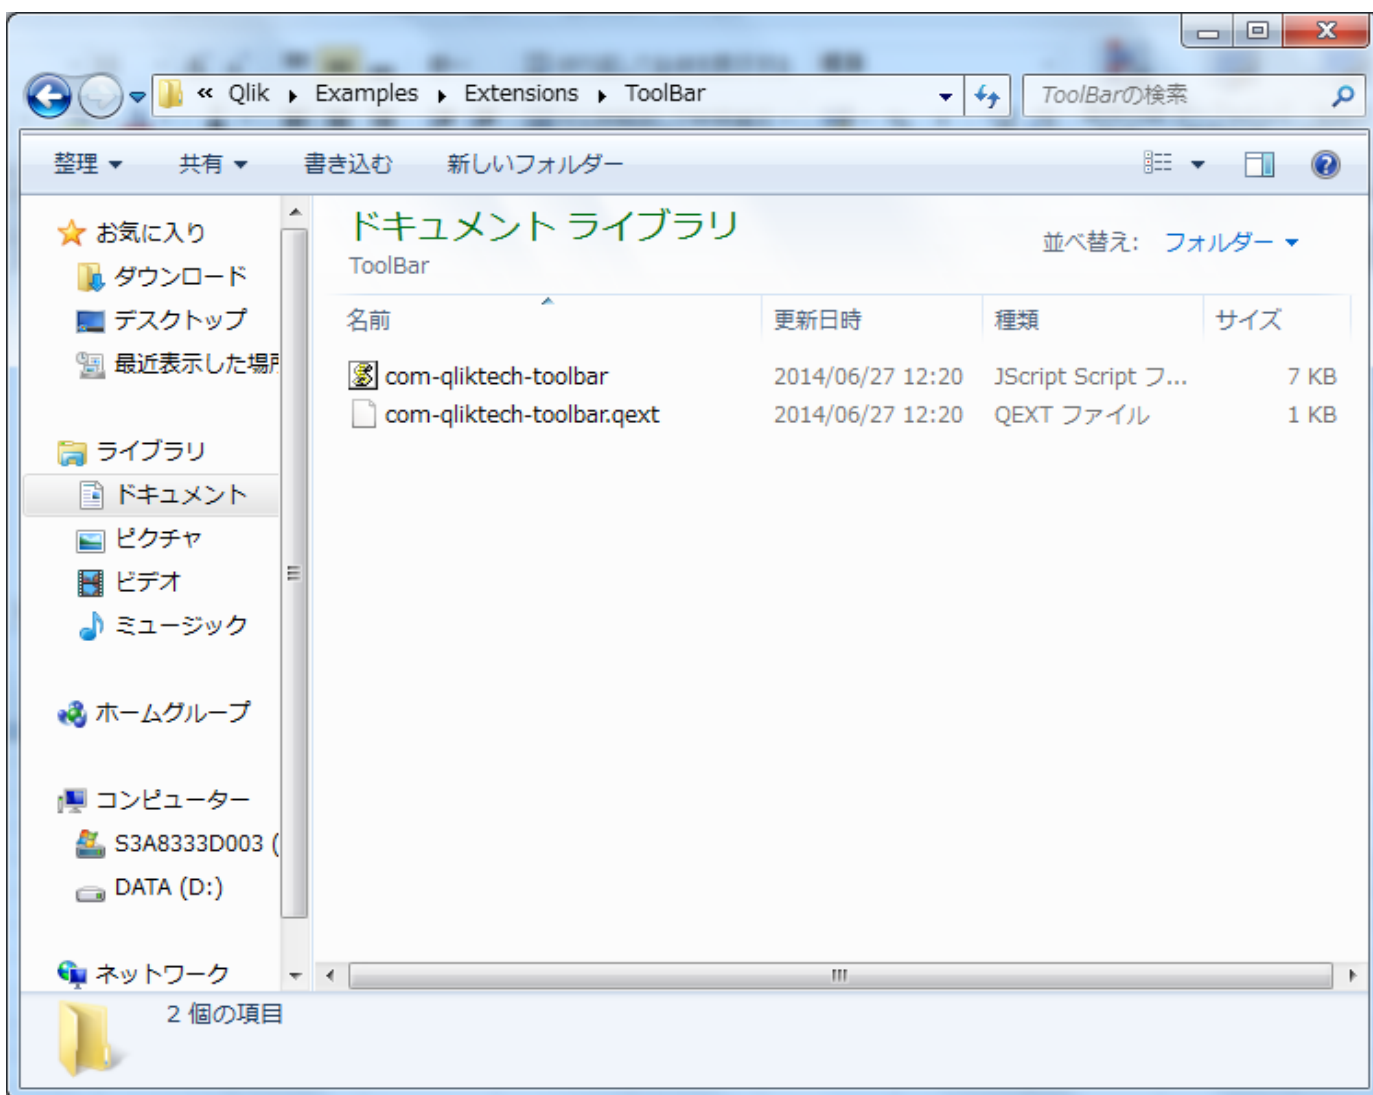 « Qlik ▸ Examples ▸ Extensions ▸ ToolBar
ToolBarの検索
整理 共有 書き込む 新しいフォルダー
お気に入り
ダウンロード
デスクトップ
最近表示した場所
ライブラリ
ドキュメント
ピクチャ
ビデオ
ミュージック
ホームグループ
コンピューター
S3A8333D003 (
DATA (D:)
ネットワーク
ドキュメント ライブラリ
ToolBar
並べ替え: フォルダー
名前 更新日時 種類 サイズ
com-qliktech-toolbar 2014/06/27 12:20 JScript Script フ... 7 KB
com-qliktech-toolbar.qext 2014/06/27 12:20 QEXT ファイル 1 KB
2 個の項目